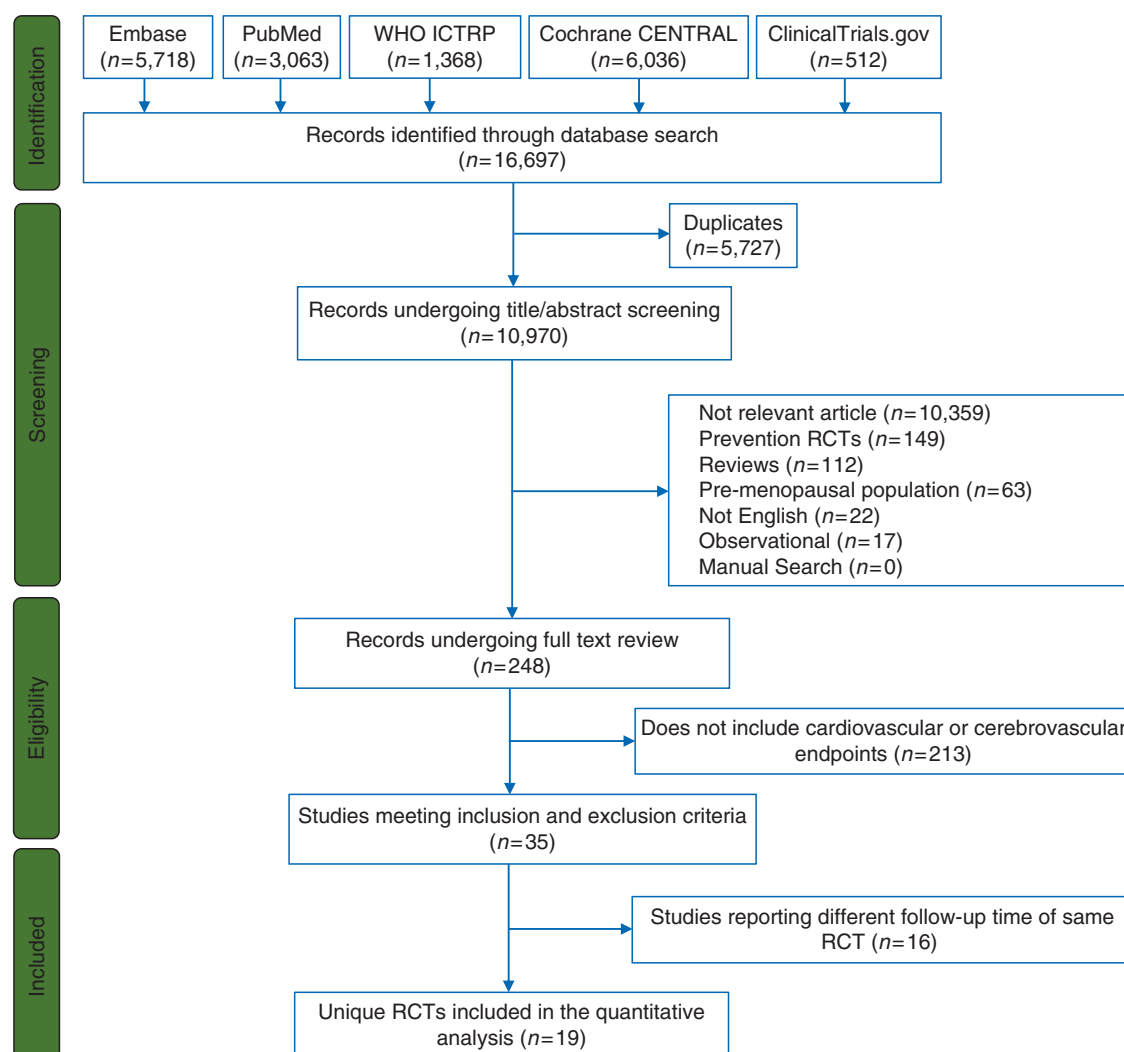 Identification
Embase
(n=5,718)
PubMed
(n=3,063)
WHO ICTRP
(n=1,368)
Cochrane CENTRAL
(n=6,036)
ClinicalTrials.gov
(n=512)
Records identified through database search
(n=16,697)
Screening
Duplicates
(n=5,727)
Records undergoing title/abstract screening
(n=10,970)
Not relevant article (n=10,359)
Prevention RCTs (n=149)
Reviews (n=112)
Pre-menopausal population (n=63)
Not English (n=22)
Observational (n=17)
Manual Search (n=0)
Eligibility
Records undergoing full text review
(n=248)
Does not include cardiovascular or cerebrovascular
endpoints (n=213)
Studies meeting inclusion and exclusion criteria
(n=35)
Included
Studies reporting different follow-up time of same
RCT (n=16)
Unique RCTs included in the quantitative
analysis (n=19)